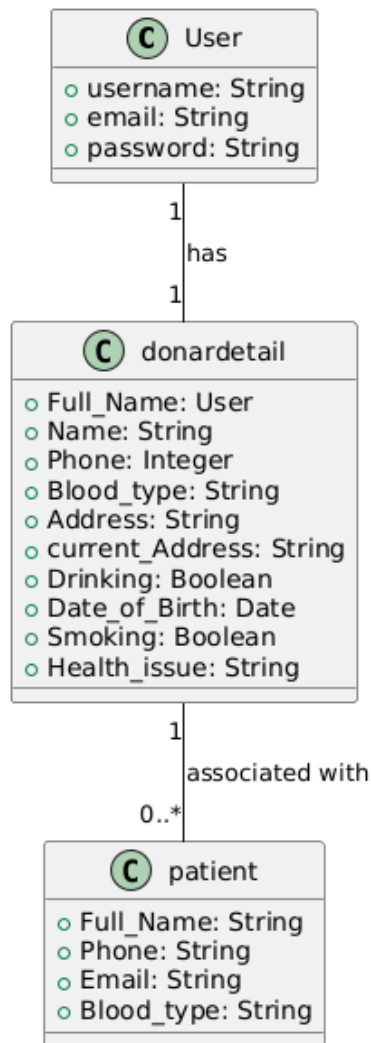 C User
username: String
email: String
password: String
1
has
1
C donardetail
Full_Name: User
Name: String
Phone: Integer
Blood_type: String
Address: String
current_Address: String
Drinking: Boolean
Date_of_Birth: Date
Smoking: Boolean
Health_issue: String
1
associated with
0..*
C patient
Full_Name: String
Phone: String
Email: String
Blood_type: String